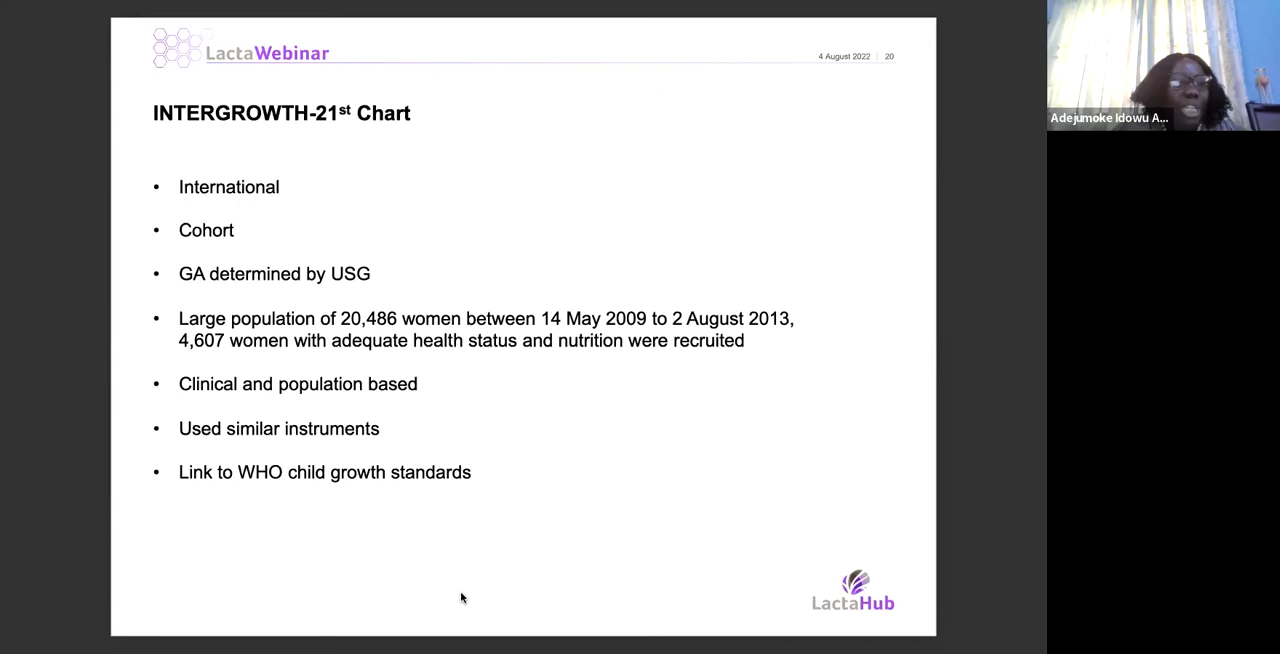 LactaWebinar
4 August 2022 | 20
INTERGROWTH-21st Chart
• International
• Cohort
• GA determined by USG
• Large population of 20,486 women between 14 May 2009 to 2 August 2013,
4,607 women with adequate health status and nutrition were recruited
• Clinical and population based
• Used similar instruments
• Link to WHO child growth standards
LactaHub
Adejumoke Idowu A...